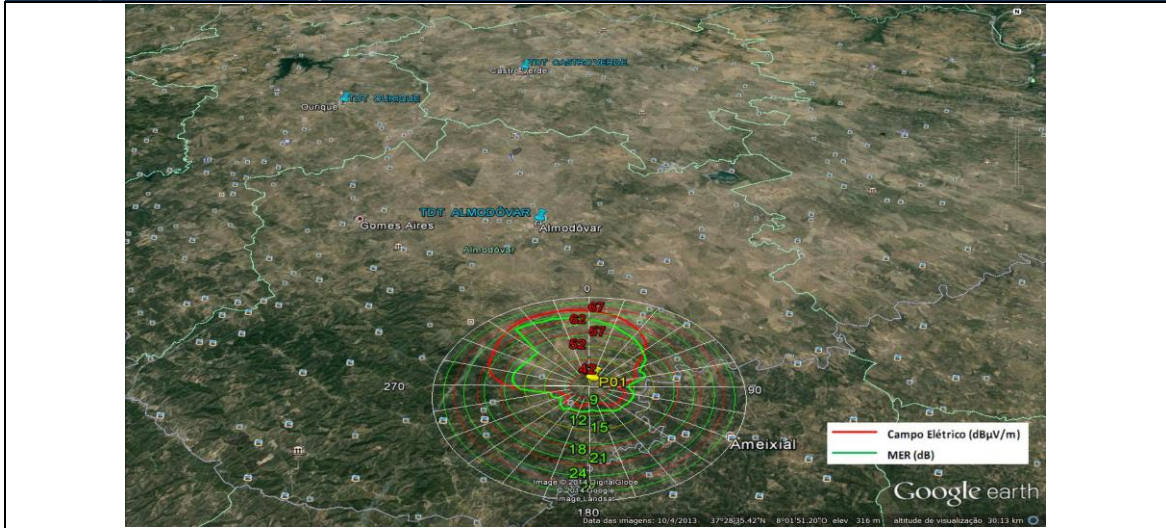 TDT CASTRO VERDE
Castro Verde
TDT OURIQUE
Ourique
TDT ALMODÔVAR
Gomes Aires
Almodôvar
Almodôvar
0
67
62
57
52
42
P01
270
90
9
12
15
18
21
24
Ameixial
Campo Elétrico (dBµV/m)
MER (dB)
Image © 2014 DigitalGlobe
© 2014 Google
Image Landsat
Google earth
180
Data das imagens: 10/4/2013 37°28'35.42"N 8°01'51.20"O elev 316 m altitude de visualização 30.13 km